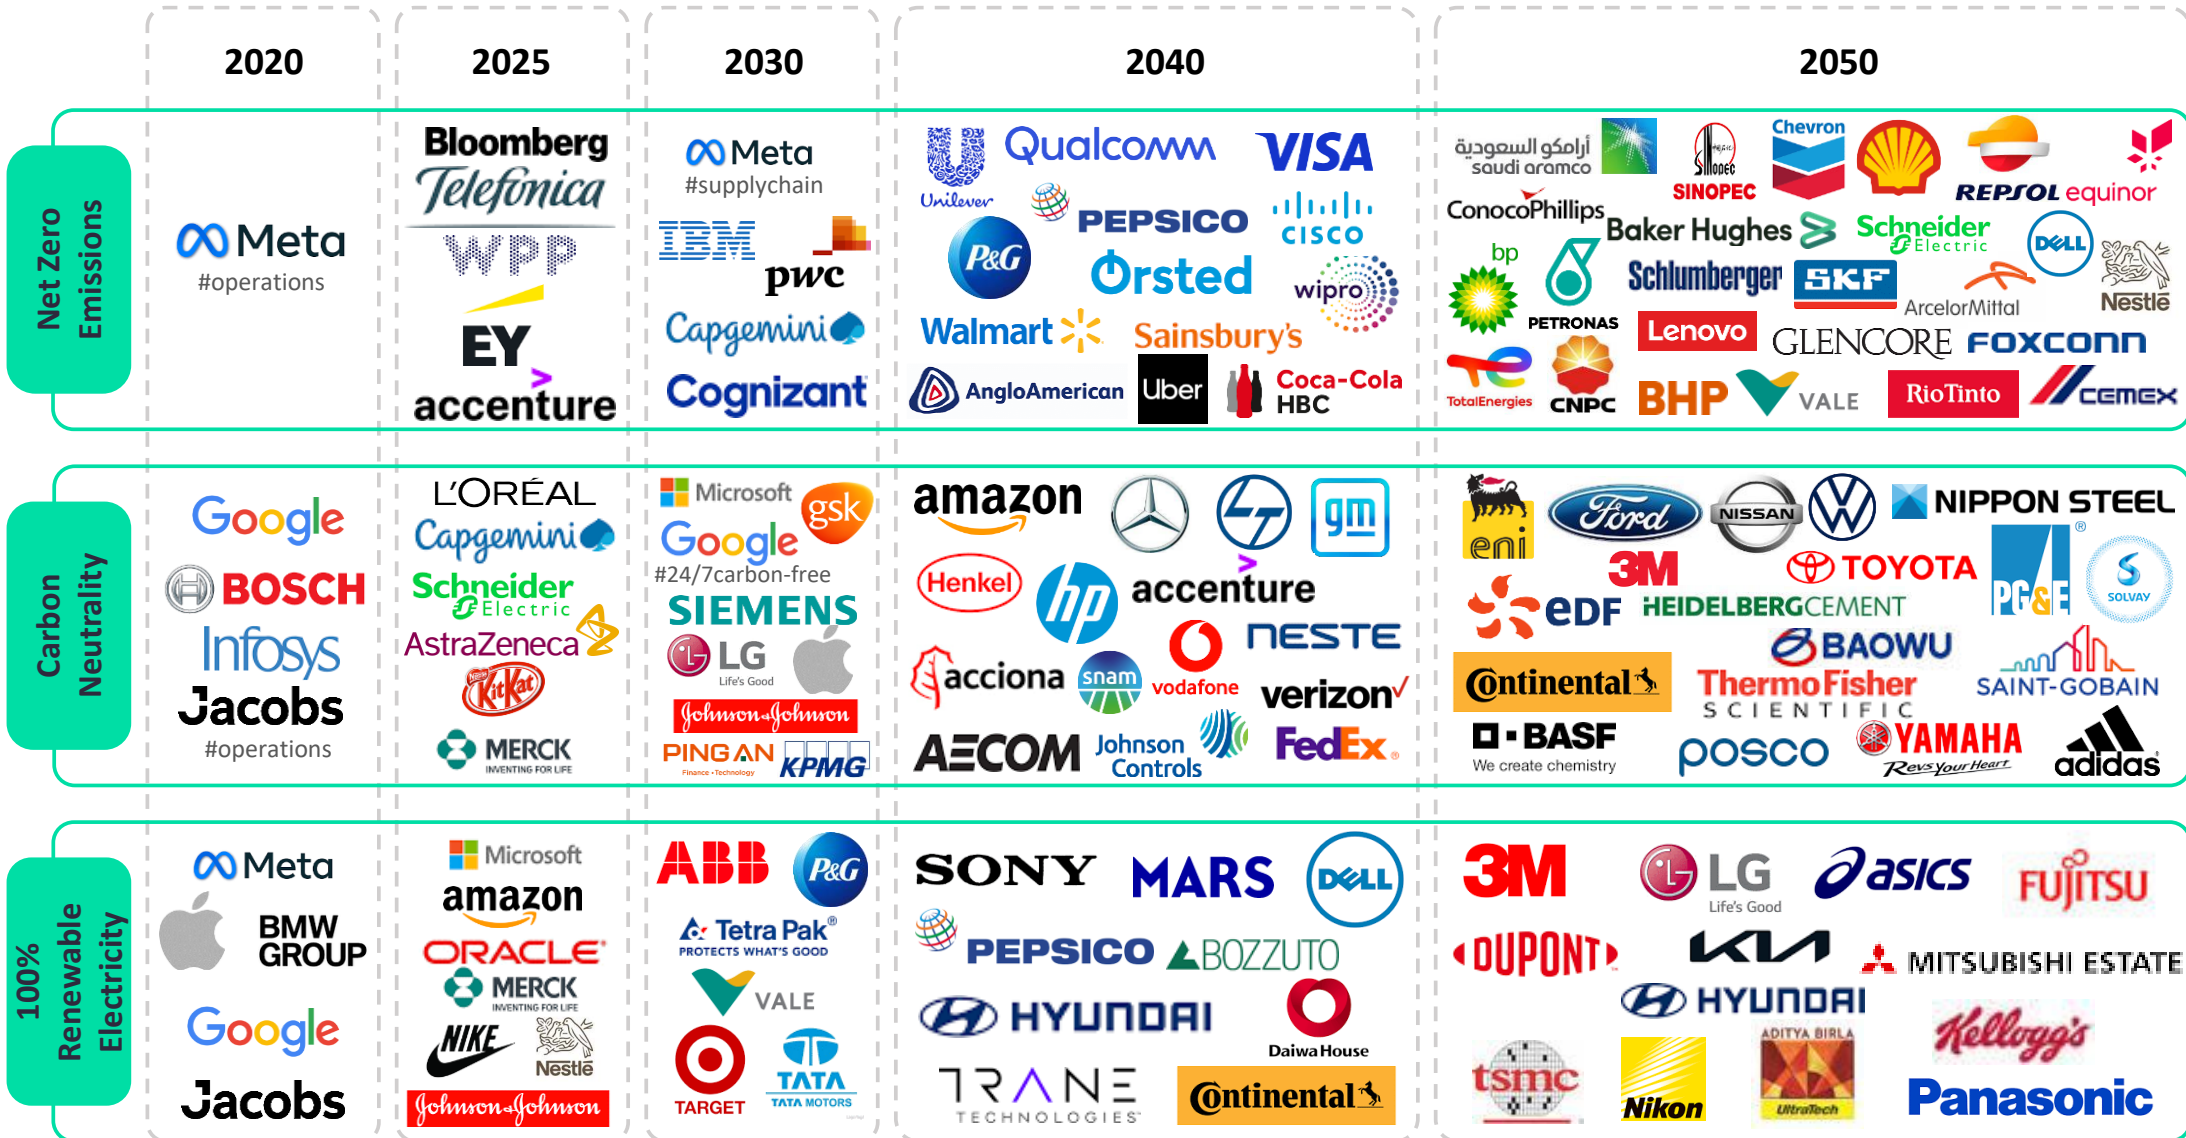 2020
2025
2030
2040
2050
Net Zero
Emissions
Meta
#operations
Bloomberg
Telefónica
WPP
EY
accenture
Meta
#supplychain
IBM
pwc
Capgemini
Cognizant
Unilever
Qualcomm
VISA
PEPSICO
CISCO
P&G
Ørsted
wipro
Walmart
Sainsbury's
AngloAmerican
Uber
Coca-Cola
HBC
أرامكو السعودية
saudi aramco
SINOPEC
SINOPEC
Chevron
REPSOL
equinor
ConocoPhillips
Baker Hughes
Schneider
Electric
DELL
bp
PETRONAS
Schlumberger
SKF
ArcelorMittal
Nestlé
Lenovo
GLENCORE
FOXCONN
TotalEnergies
CNPC
BHP
VALE
RioTinto
CEMEX
Carbon
Neutrality
Google
BOSCH
Infosys
Jacobs
#operations
L'ORÉAL
Capgemini
Schneider
Electric
AstraZeneca
Nestlé
KitKat
MERCK
INVENTING FOR LIFE
Microsoft
gsk
Google
#24/7carbon-free
SIEMENS
LG
Life's Good
Johnson&Johnson
PING AN
Finance • Technology
KPMG
amazon
LT
gm
Henkel
hp
accenture
NESTE
acciona
snam
vodafone
verizon✓
AECOM
Johnson
Controls
FedEx®
eni
Ford
NISSAN
VW
NIPPON STEEL
3M
TOYOTA
PG&E®
SOLVAY
eDF
HEIDELBERGCEMENT
BAOWU
Continental
ThermoFisher
SCIENTIFIC
SAINT-GOBAIN
BASF
We create chemistry
posco
YAMAHA
Revs Your Heart
adidas
100%
Renewable
Electricity
Meta
BMW
GROUP
Google
Jacobs
Microsoft
amazon
ORACLE®
MERCK
INVENTING FOR LIFE
NIKE
Nestlé
Johnson&Johnson
ABB
P&G
Tetra Pak®
PROTECTS WHAT'S GOOD
VALE
TARGET
TATA
TATA MOTORS
SONY
MARS
DELL
PEPSICO
BOZZUTO
HYUNDAI
Daiwa House
TRANE
TECHNOLOGIES
Continental
3M
LG
Life's Good
asics
FUJITSU
DUPONT
KIA
MITSUBISHI ESTATE
HYUNDAI
tsmc
Nikon
ADITYA BIRLA
UltraTech
Kellogg's
Panasonic